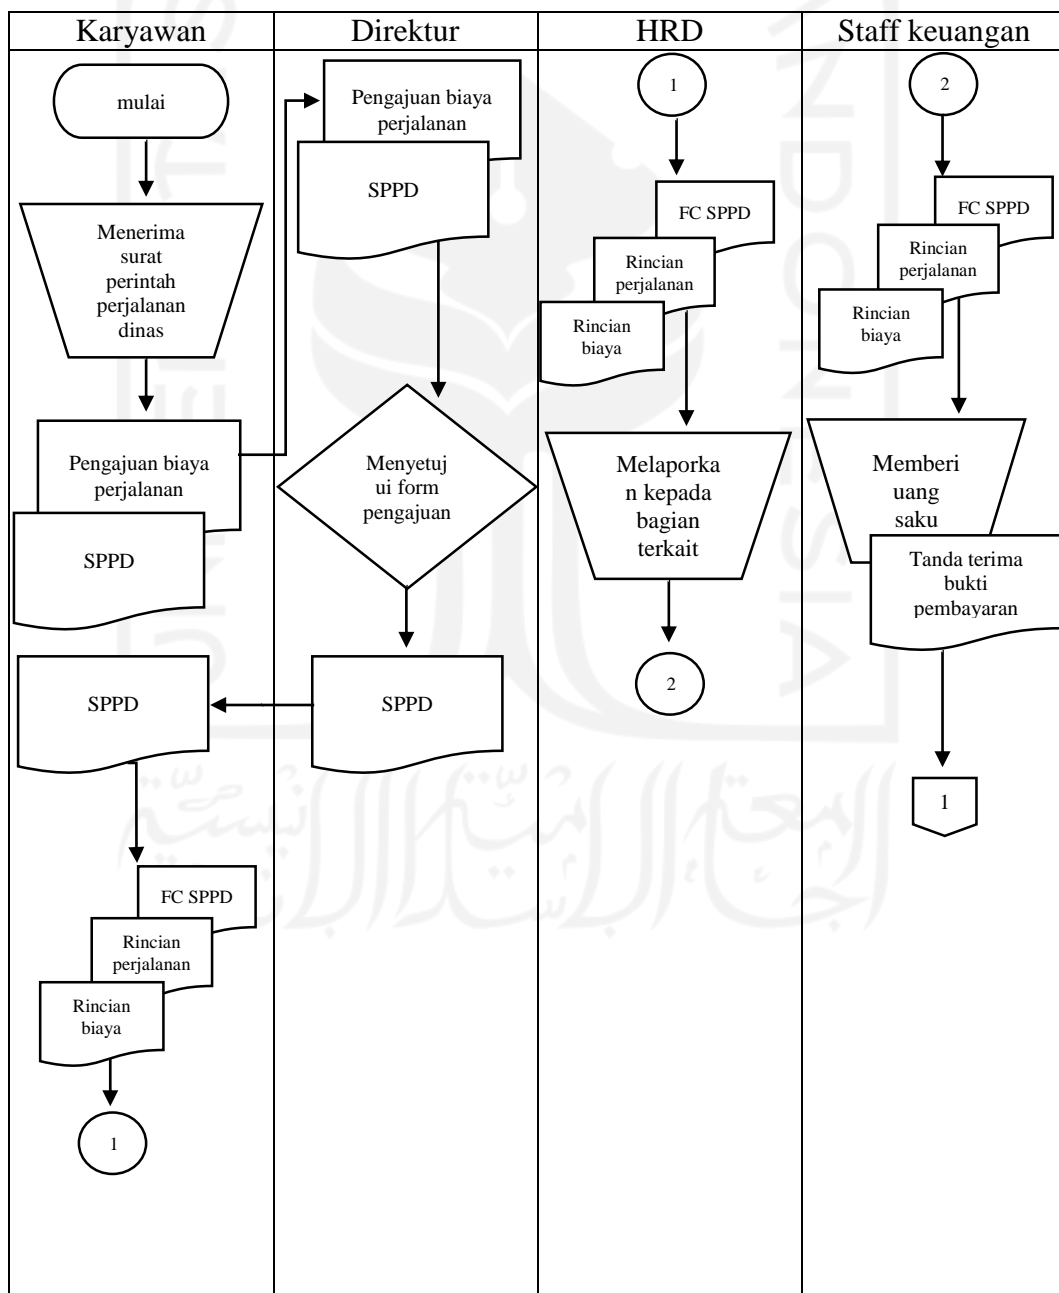 Karyawan
Direktur
HRD
Staff keuangan
mulai
Menerima
surat
perintah
perjalanan
dinas
Pengajuan biaya
perjalanan
SPPD
SPPD
FC SPPD
Rincian
perjalanan
Rincian
biaya
1
Pengajuan biaya
perjalanan
SPPD
Menyetuj
ui form
pengajuan
SPPD
1
FC SPPD
Rincian
perjalanan
Rincian
biaya
Melaporka
n kepada
bagian
terkait
2
2
FC SPPD
Rincian
perjalanan
Rincian
biaya
Memberi
uang
saku
Tanda terima
bukti
pembayaran
1